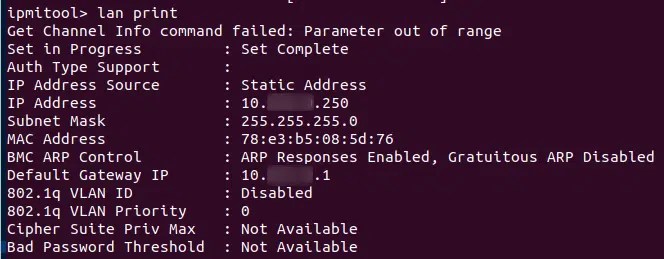 ipmitool> lan print
Get Channel Info command failed: Parameter out of range
Set in Progress         : Set Complete
Auth Type Support       :
IP Address Source       : Static Address
IP Address              : 10. .250
Subnet Mask             : 255.255.255.0
MAC Address             : 78:e3:b5:08:5d:76
BMC ARP Control         : ARP Responses Enabled, Gratuitous ARP Disabled
Default Gateway IP      : 10. .1
802.1q VLAN ID          : Disabled
802.1q VLAN Priority    : 0
Cipher Suite Priv Max   : Not Available
Bad Password Threshold  : Not Available